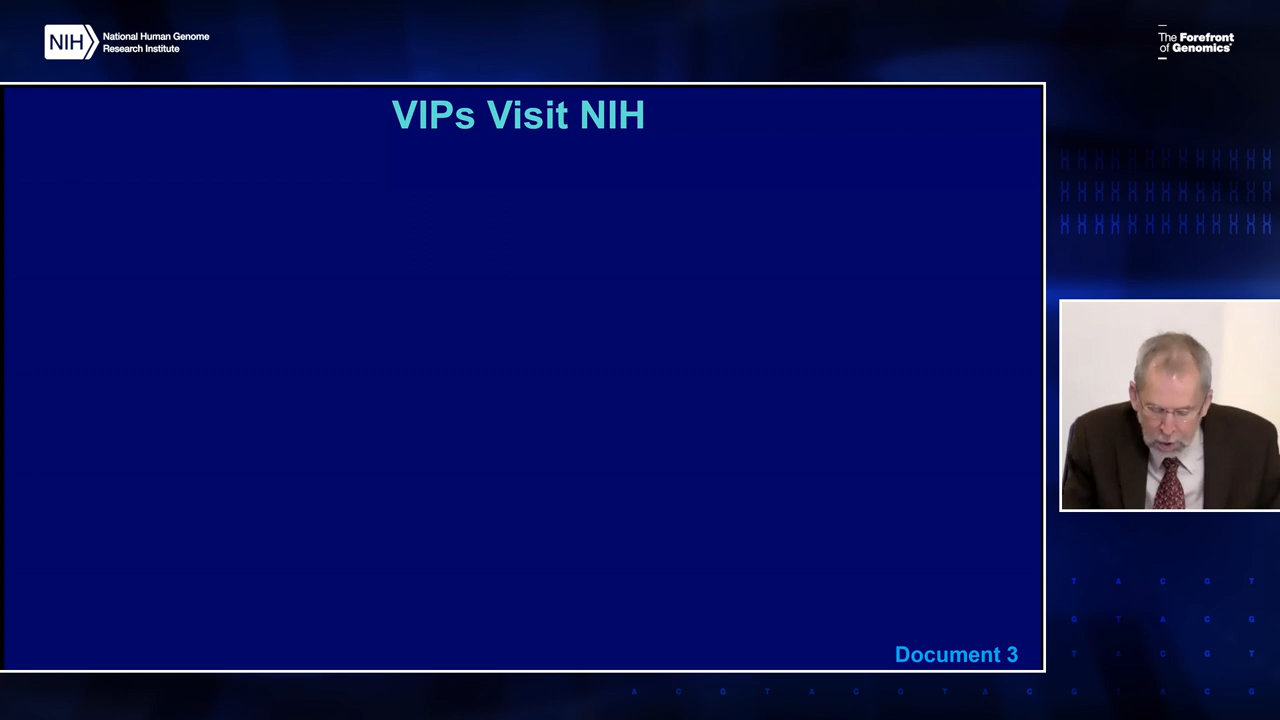 NIH
National Human Genome
Research Institute
The Forefront
of Genomics®
VIPs Visit NIH
Document 3
T A C G T
G T A C G
T A C G T
A C G T A C G T A C G T A C G